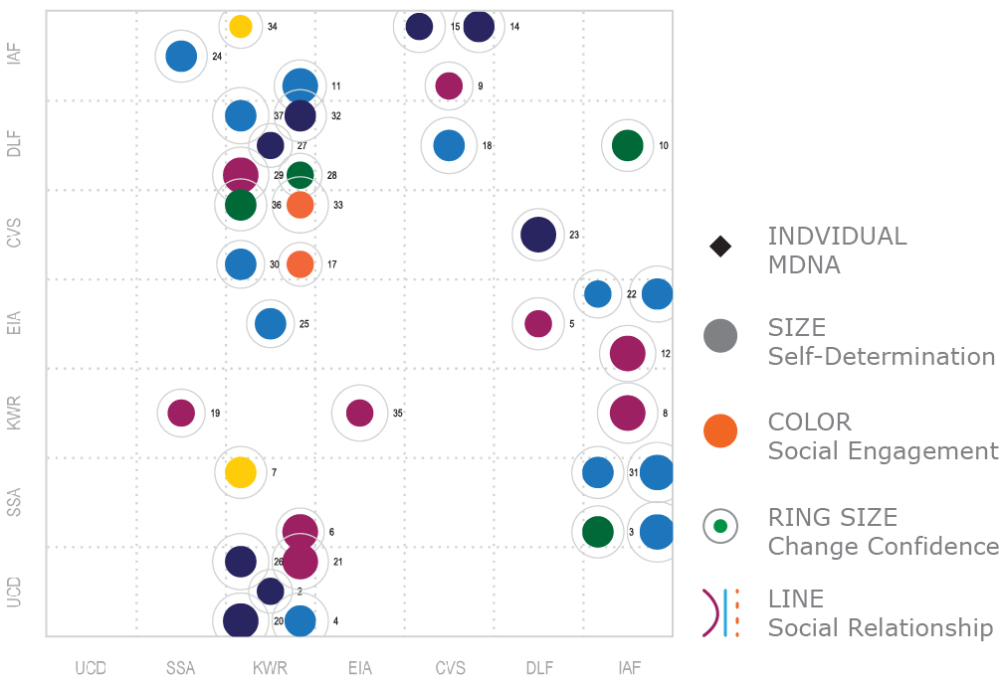 IAF
34
15
14
24
11
9
DLF
37
32
27
18
10
29
28
CVS
36
33
23
30
17
EIA
22
25
5
12
KWR
19
35
8
SSA
7
31
6
3
UCD
26
21
2
20
4
UCD SSA KWR EIA CVS DLF IAF
INDVIDUAL
MDNA
SIZE
Self-Determination
COLOR
Social Engagement
RING SIZE
Change Confidence
LINE
Social Relationship